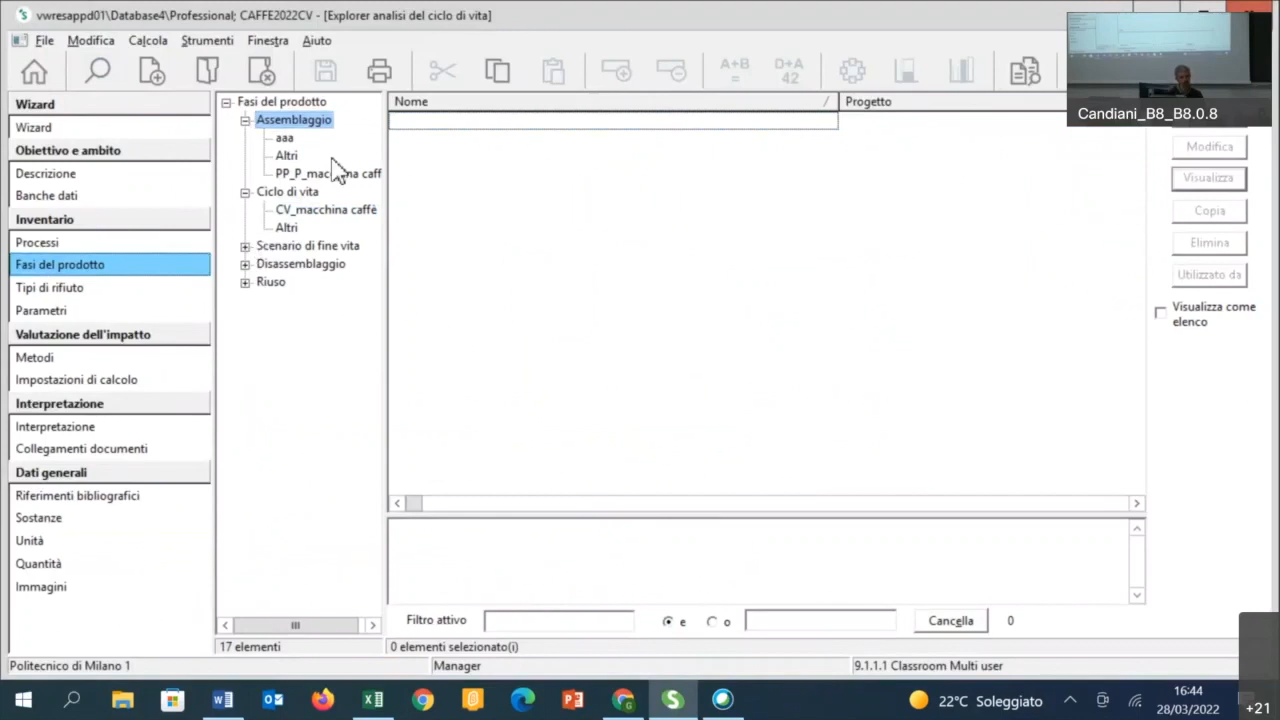 vwresappd01\Database4\Professional; CAFFE2022CV - [Explorer analisi del ciclo di vita]
File Modifica Calcola Strumenti Finestra Aiuto
A+B
=
D+A
42
Candiani_B8_B8.0.8
Wizard
Wizard
Obiettivo e ambito
Descrizione
Banche dati
Inventario
Processi
Fasi del prodotto
Tipi di rifiuto
Parametri
Valutazione dell'impatto
Metodi
Impostazioni di calcolo
Interpretazione
Interpretazione
Collegamenti documenti
Dati generali
Riferimenti bibliografici
Sostanze
Unità
Quantità
Immagini
Fasi del prodotto
Assemblaggio
aaa
Altri
PP_P_macchina caff
Ciclo di vita
CV_macchina caffè
Altri
Scenario di fine vita
Disassemblaggio
Riuso
17 elementi
Nome / Progetto
Filtro attivo e o Cancella 0
0 elementi selezionato(i)
Modifica
Visualizza
Copia
Elimina
Utilizzato da
Visualizza come
elenco
Politecnico di Milano 1 Manager 9.1.1.1 Classroom Multi user
22°C Soleggiato
16:44
28/03/2022
+21